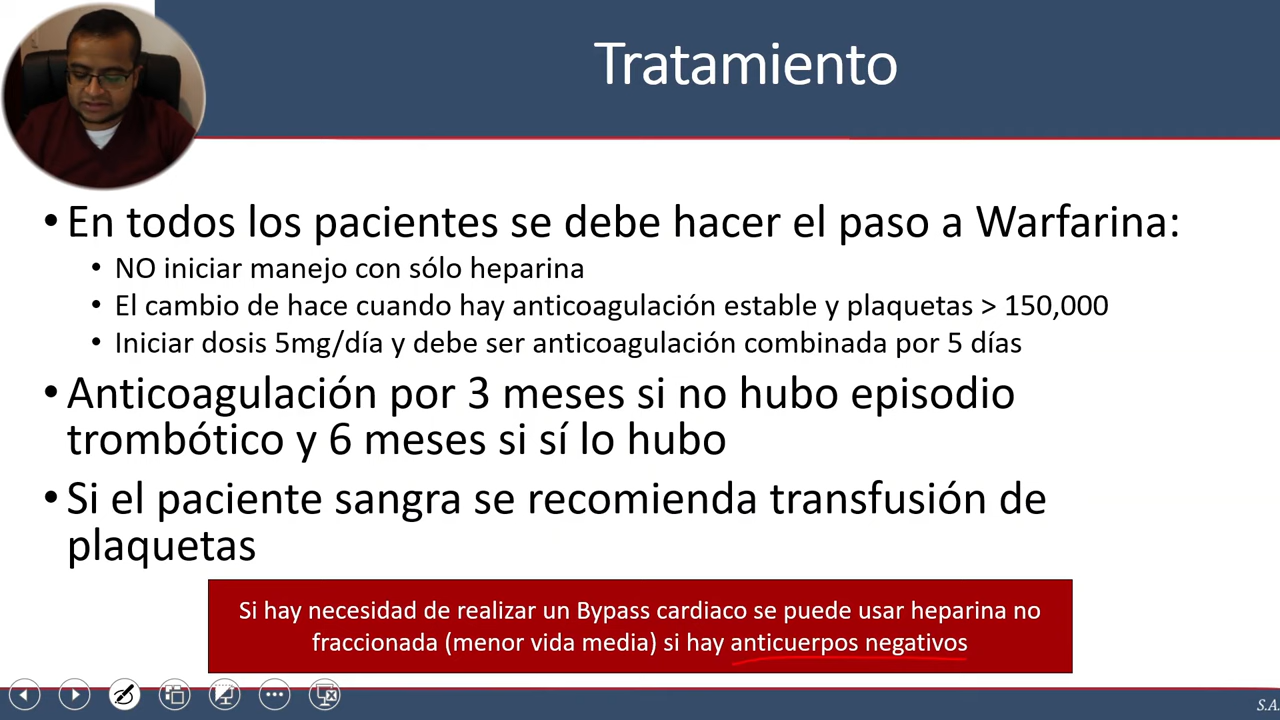 Tratamiento
• En todos los pacientes se debe hacer el paso a Warfarina:
• NO iniciar manejo con sólo heparina
• El cambio de hace cuando hay anticoagulación estable y plaquetas > 150,000
• Iniciar dosis 5mg/día y debe ser anticoagulación combinada por 5 días
• Anticoagulación por 3 meses si no hubo episodio
trombótico y 6 meses si sí lo hubo
• Si el paciente sangra se recomienda transfusión de
plaquetas
Si hay necesidad de realizar un Bypass cardiaco se puede usar heparina no
fraccionada (menor vida media) si hay anticuerpos negativos
S.A.